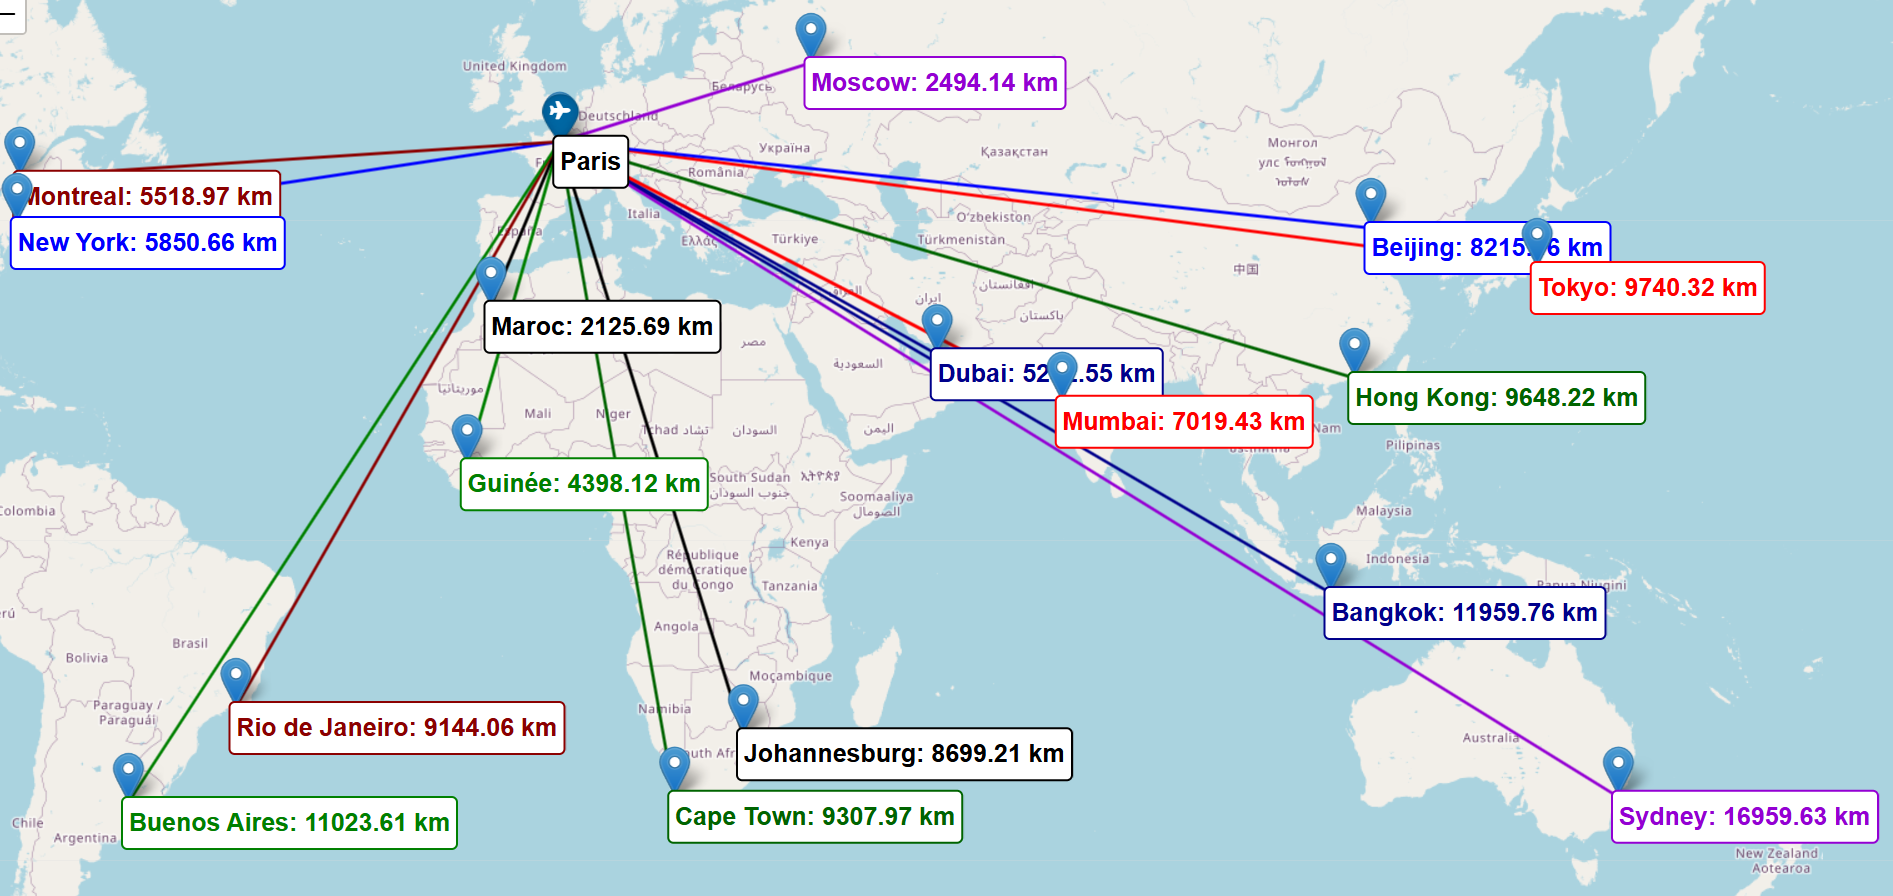 United Kingdom
Moscow: 2494.14 km
Беларусь
Deutschland
Paris
Україна
Қазақстан
Монгол
улс
România
Montreal: 5518.97 km
New York: 5850.66 km
Italia
España
Ελλάς
Türkiye
O'zbekiston
Türkmenistan
Beijing: 8215. 6 km
中国
Tokyo: 9740.32 km
افغانستان
ایران
العراق
پاکستان
Maroc: 2125.69 km
مصر
السعودية
Dubai: 52 .55 km
موريتانيا
Hong Kong: 9648.22 km
Mali
Niger
Mumbai: 7019.43 km
Tchad تشاد
السودان
اليمن
Nam
Pilipinas
Guinée: 4398.12 km
South Sudan
جنوب السودان
ኢትዮጵያ
Soomaaliya
الصومال
Colombia
Malaysia
Kenya
République
démocratique
du Congo
Indonesia
Tanzania
Papua Niugini
Bangkok: 11959.76 km
Angola
Brasil
Bolivia
Moçambique
Paraguay /
Paraguái
Namibia
Rio de Janeiro: 9144.06 km
Johannesburg: 8699.21 km
Australia
Buenos Aires: 11023.61 km
Cape Town: 9307.97 km
Sydney: 16959.63 km
Chile
Argentina
New Zealand
Aotearoa